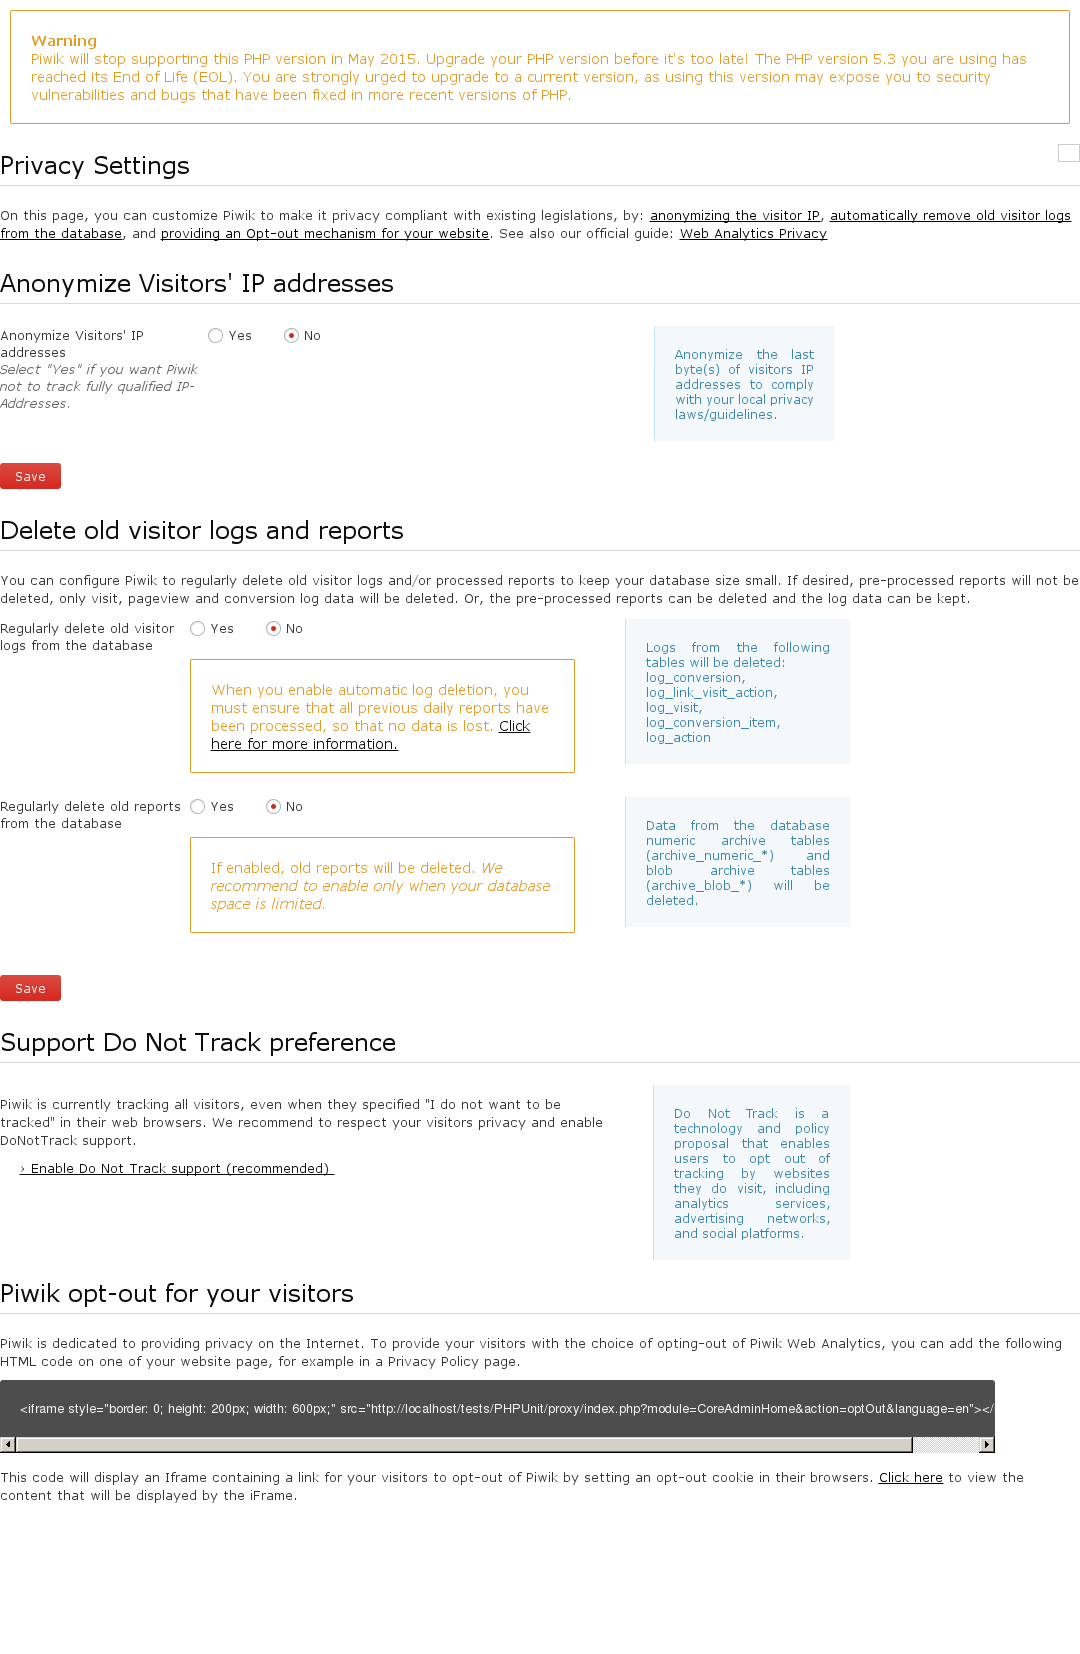 Warning
Piwik will stop supporting this PHP version in May 2015. Upgrade your PHP version before it's too late! The PHP version 5.3 you are using has
reached its End of Life (EOL). You are strongly urged to upgrade to a current version, as using this version may expose you to security
vulnerabilities and bugs that have been fixed in more recent versions of PHP.
Privacy Settings
On this page, you can customize Piwik to make it privacy compliant with existing legislations, by: anonymizing the visitor IP, automatically remove old visitor logs
from the database, and providing an Opt-out mechanism for your website. See also our official guide: Web Analytics Privacy
Anonymize Visitors' IP addresses
Anonymize Visitors' IP
addresses
Select "Yes" if you want Piwik
not to track fully qualified IP-
Addresses.
Yes No
Anonymize the last
byte(s) of visitors IP
addresses to comply
with your local privacy
laws/guidelines.
Save
Delete old visitor logs and reports
You can configure Piwik to regularly delete old visitor logs and/or processed reports to keep your database size small. If desired, pre-processed reports will not be
deleted, only visit, pageview and conversion log data will be deleted. Or, the pre-processed reports can be deleted and the log data can be kept.
Regularly delete old visitor
logs from the database
Yes No
When you enable automatic log deletion, you
must ensure that all previous daily reports have
been processed, so that no data is lost. Click
here for more information.
Logs from the following
tables will be deleted:
log_conversion,
log_link_visit_action,
log_visit,
log_conversion_item,
log_action
Regularly delete old reports
from the database
Yes No
If enabled, old reports will be deleted. We
recommend to enable only when your database
space is limited.
Data from the database
numeric archive tables
(archive_numeric_*) and
blob archive tables
(archive_blob_*) will be
deleted.
Save
Support Do Not Track preference
Piwik is currently tracking all visitors, even when they specified "I do not want to be
tracked" in their web browsers. We recommend to respect your visitors privacy and enable
DoNotTrack support.
› Enable Do Not Track support (recommended)
Do Not Track is a
technology and policy
proposal that enables
users to opt out of
tracking by websites
they do visit, including
analytics services,
advertising networks,
and social platforms.
Piwik opt-out for your visitors
Piwik is dedicated to providing privacy on the Internet. To provide your visitors with the choice of opting-out of Piwik Web Analytics, you can add the following
HTML code on one of your website page, for example in a Privacy Policy page.
<iframe style="border: 0; height: 200px; width: 600px;" src="http://localhost/tests/PHPUnit/proxy/index.php?module=CoreAdminHome&action=optOut&language=en"></
This code will display an Iframe containing a link for your visitors to opt-out of Piwik by setting an opt-out cookie in their browsers. Click here to view the
content that will be displayed by the iFrame.